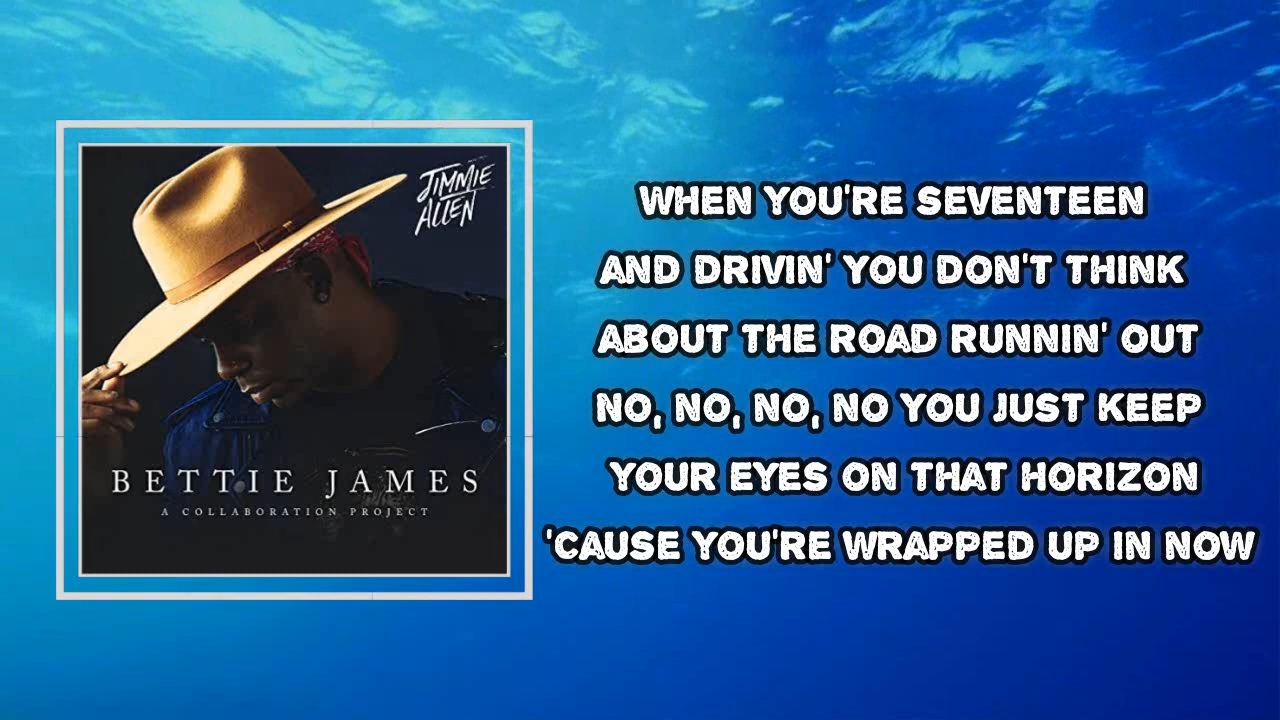 JIMMIE
ALLEN
BETTIE JAMES
A COLLABORATION PROJECT
WHEN YOU'RE SEVENTEEN
AND DRIVIN' YOU DON'T THINK
ABOUT THE ROAD RUNNIN' OUT
NO, NO, NO, NO YOU JUST KEEP
YOUR EYES ON THAT HORIZON
'CAUSE YOU'RE WRAPPED UP IN NOW